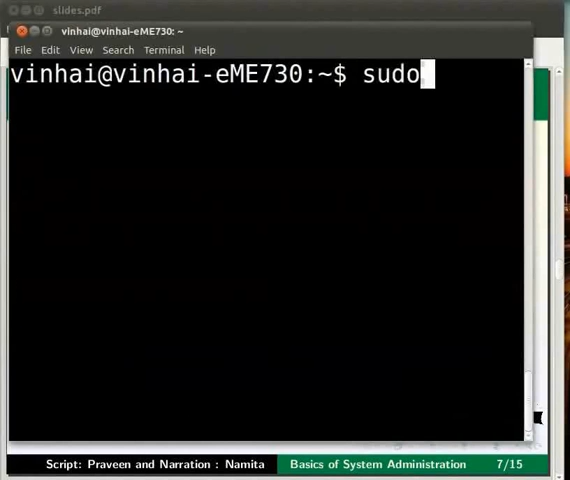 slides.pdf
vinhai@vinhai-eME730: ~
File Edit View Search Terminal Help
vinhai@vinhai-eME730:~$ sudo
Script: Praveen and Narration : Namita Basics of System Administration 7/15